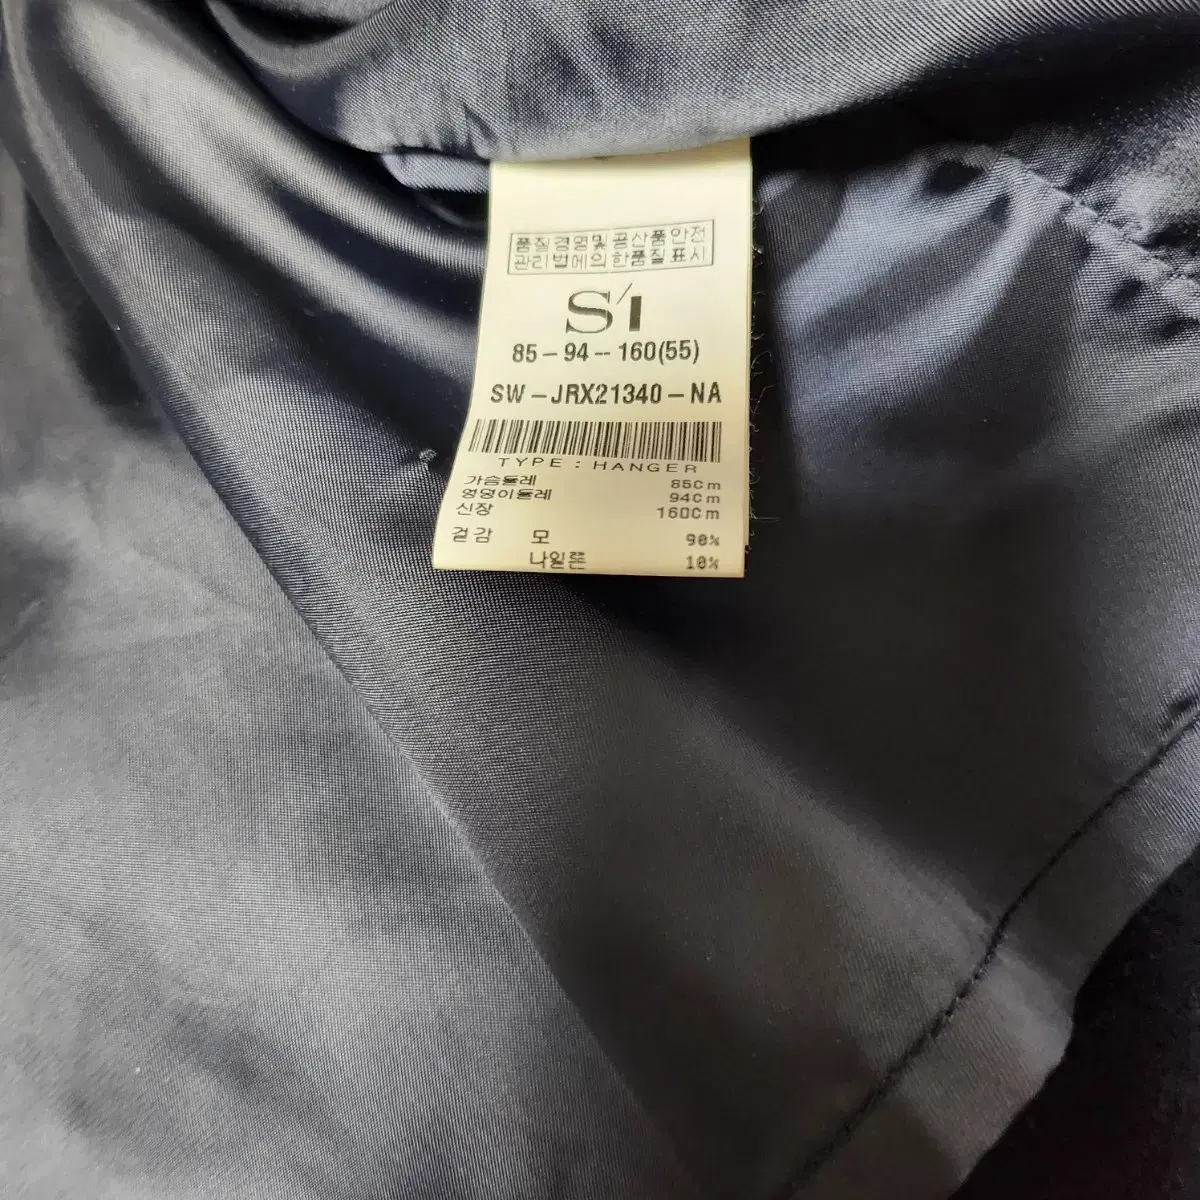 품질경영및공산품안전
관리법에의한품질표시
S/1
85-94--160(55)
SW-JRX21340-NA
TYPE : HANGER
가슴둘레 85cm
엉덩이둘레 94cm
신장 160cm
겉감 모 90%
나일론 10%